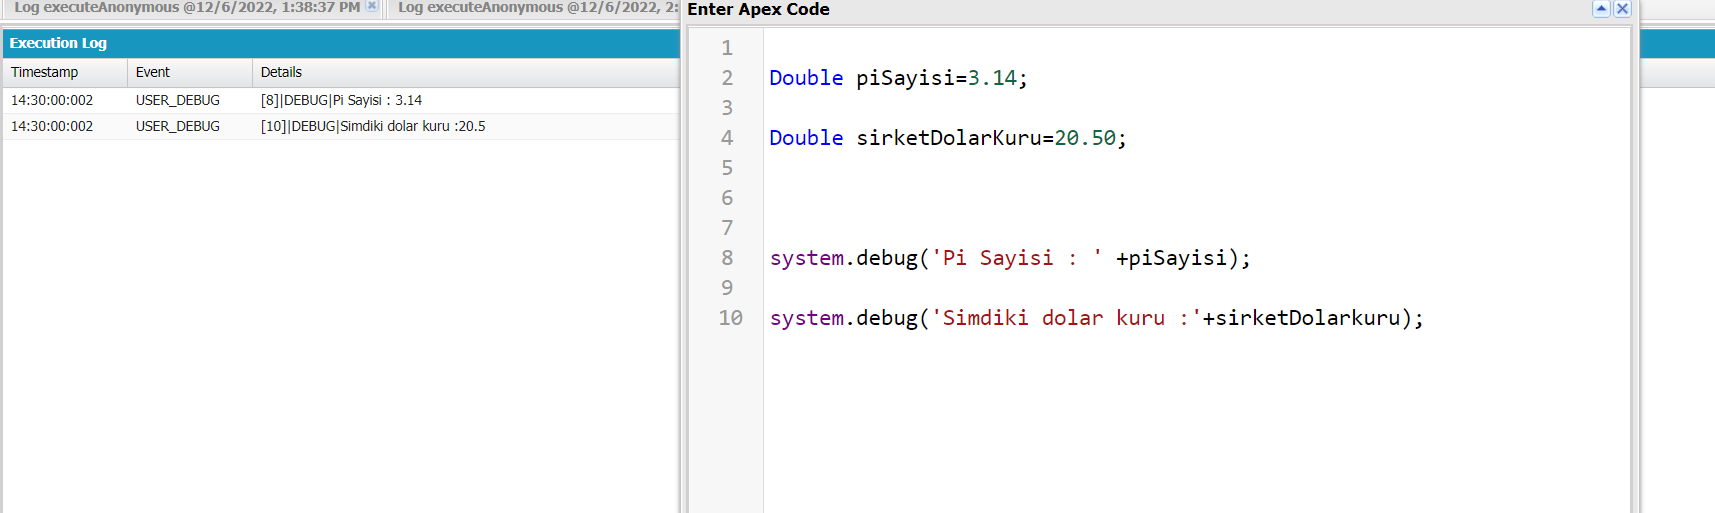 Log executeAnonymous @12/6/2022, 1:38:37 PM
Log executeAnonymous @12/6/2022, 2:
Execution Log
Timestamp Event Details
14:30:00:002 USER_DEBUG [8]|DEBUG|Pi Sayisi : 3.14
14:30:00:002 USER_DEBUG [10]|DEBUG|Simdiki dolar kuru :20.5
Enter Apex Code
1
2 Double piSayisi=3.14;
3
4 Double sirketDolarKuru=20.50;
5
6
7
8 system.debug('Pi Sayisi : ' +piSayisi);
9
10 system.debug('Simdiki dolar kuru :'+sirketDolarkuru);